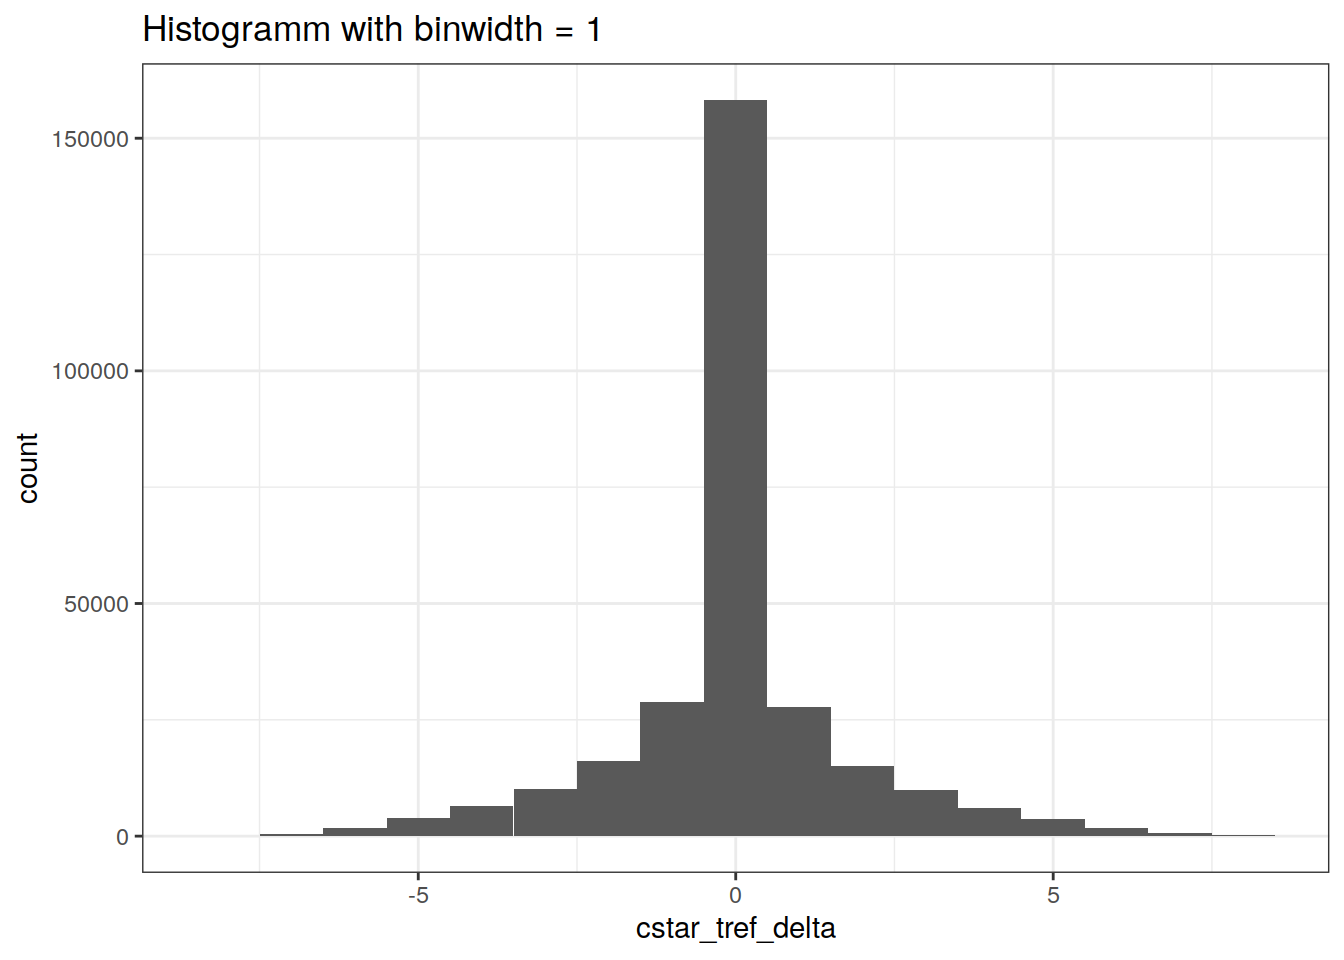 Histogramm with binwidth = 1
150000
100000
50000
0
count
-5
0
5
cstar_tref_delta